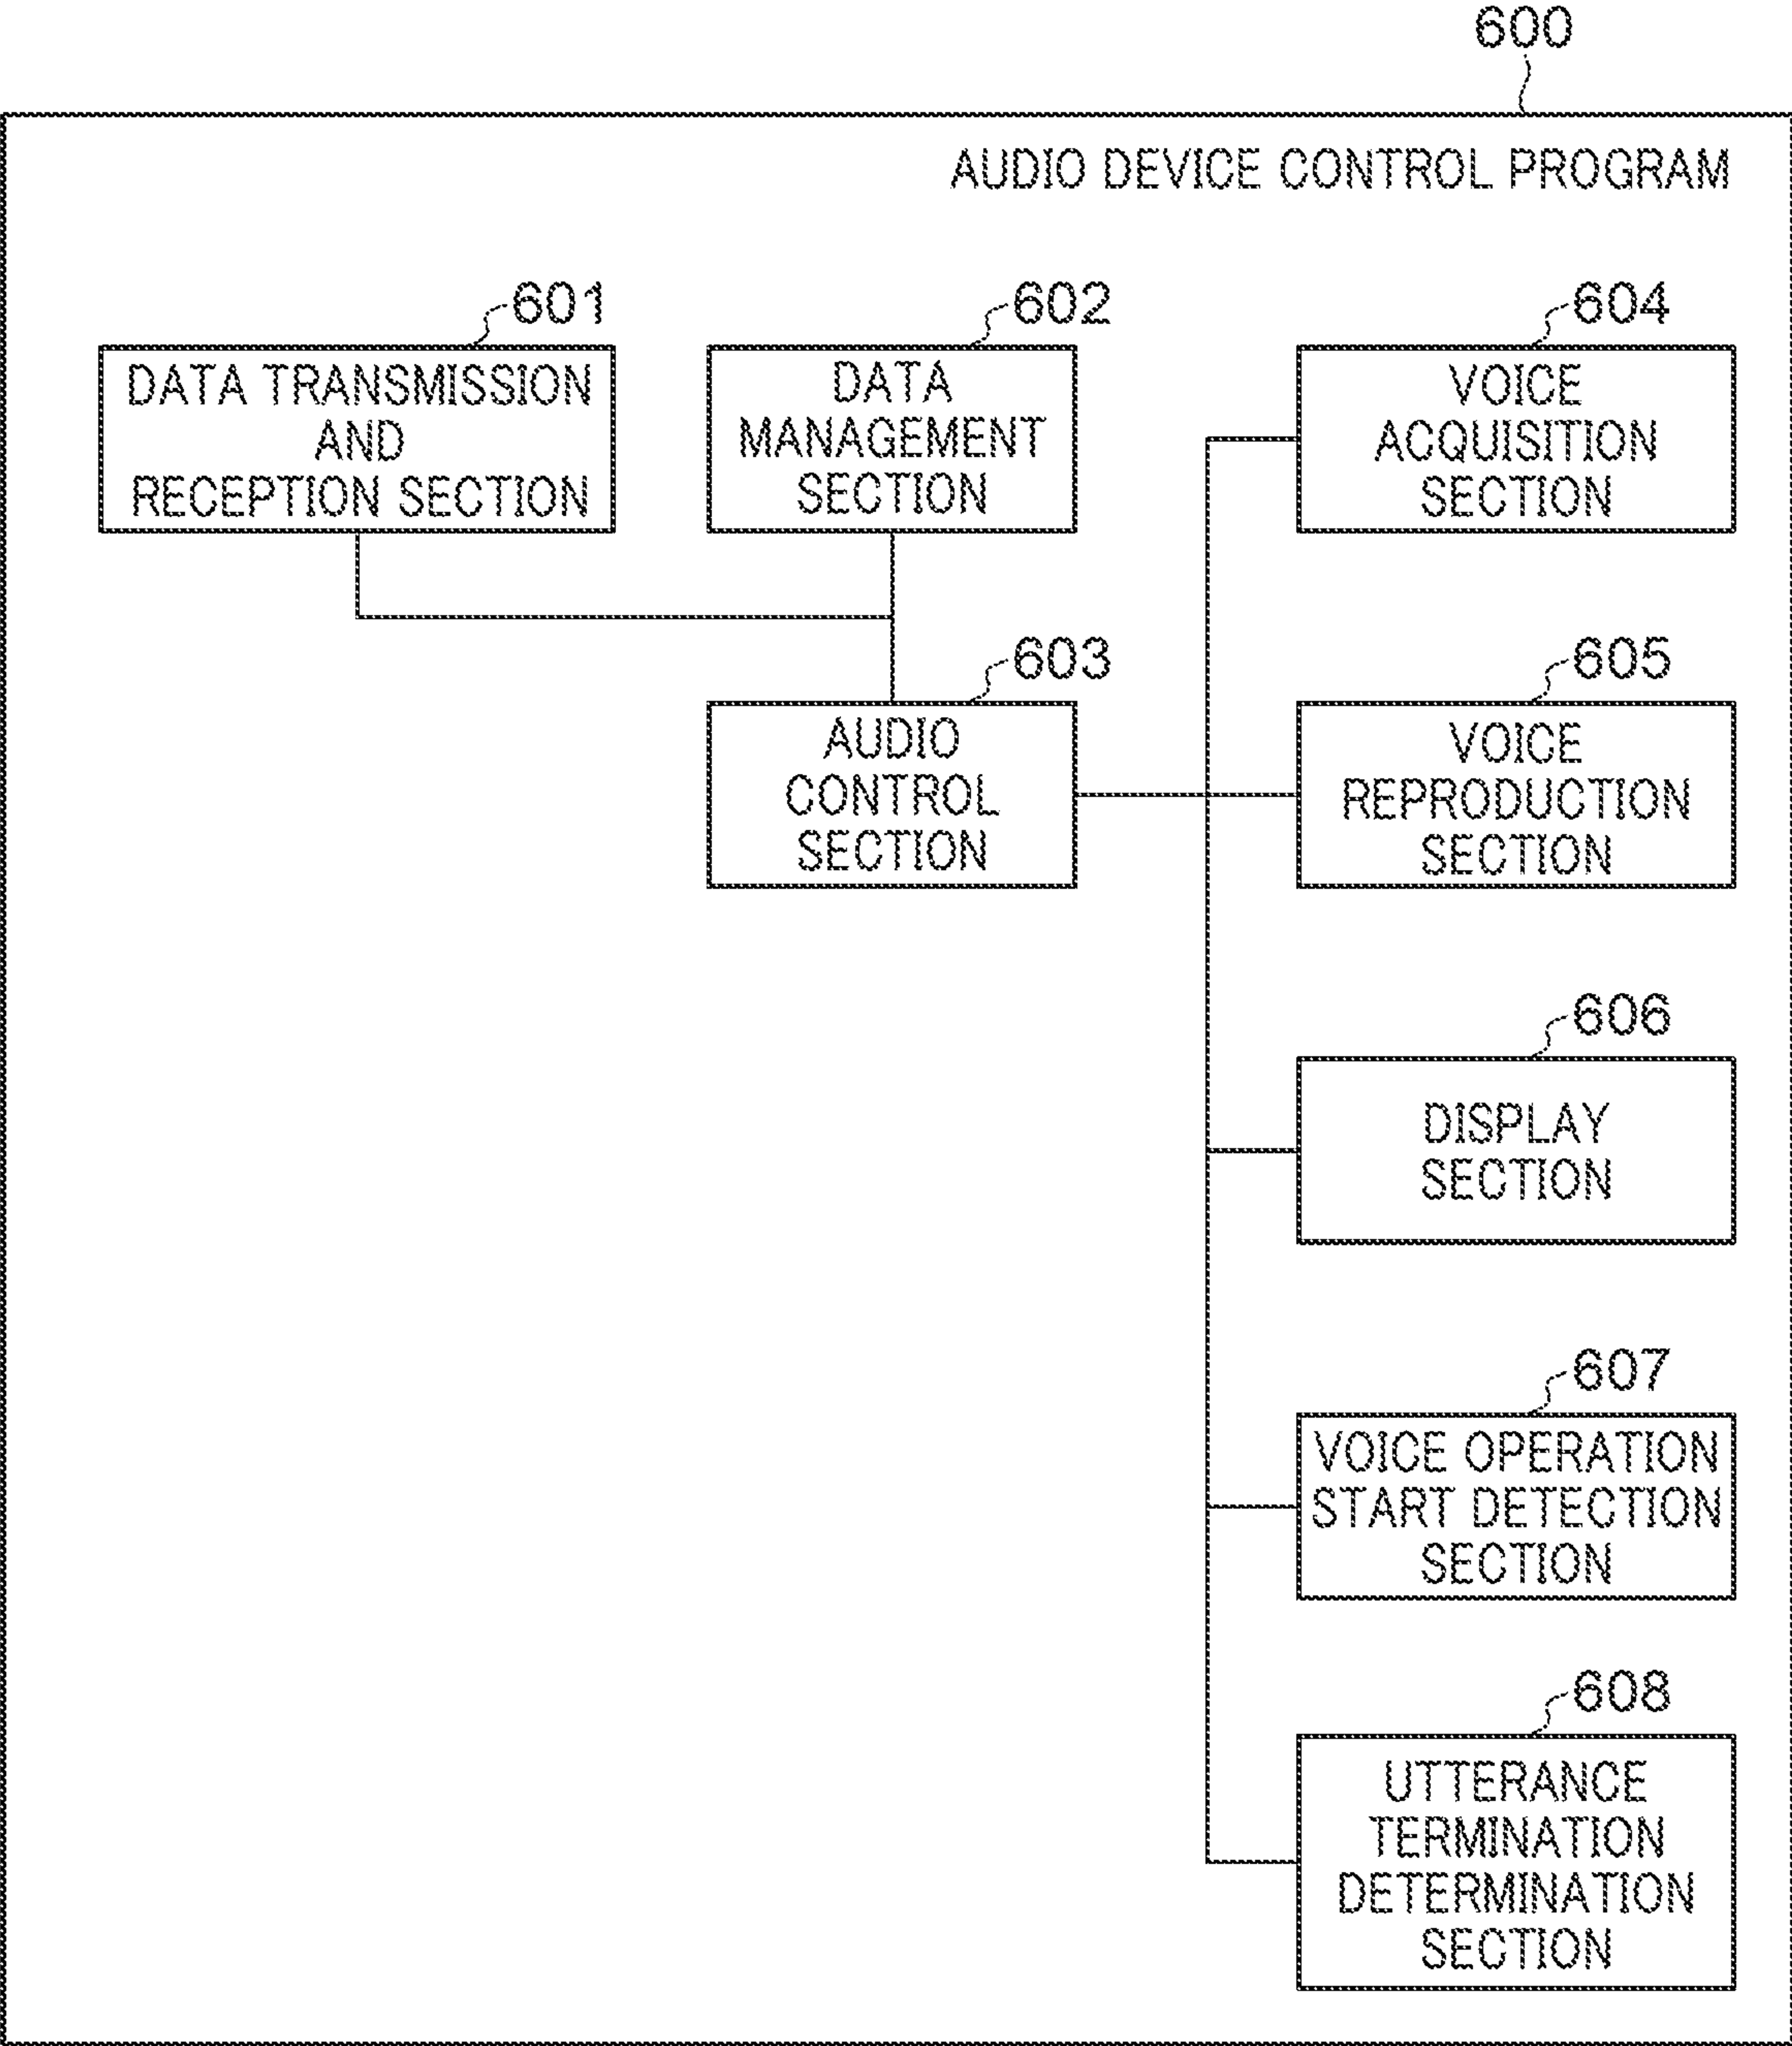 600
AUDIO DEVICE CONTROL PROGRAM
601
DATA TRANSMISSION
AND
RECEPTION SECTION
602
DATA
MANAGEMENT
SECTION
604
VOICE
ACQUISITION
SECTION
603
AUDIO
CONTROL
SECTION
605
VOICE
REPRODUCTION
SECTION
606
DISPLAY
SECTION
607
VOICE OPERATION
START DETECTION
SECTION
608
UTTERANCE
TERMINATION
DETERMINATION
SECTION